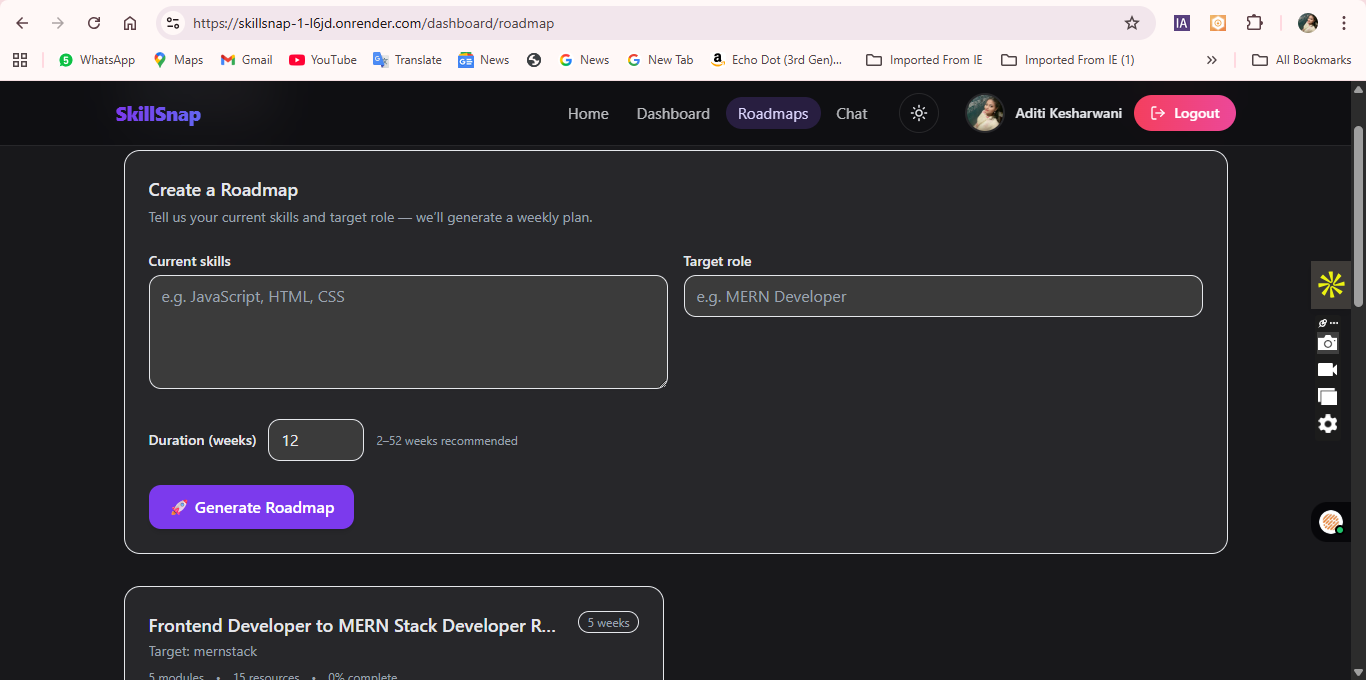 https://skillsnap-1-l6jd.onrender.com/dashboard/roadmap
IA
WhatsApp Maps Gmail YouTube Translate News News New Tab Echo Dot (3rd Gen)... Imported From IE Imported From IE (1) » All Bookmarks
SkillSnap Home Dashboard Roadmaps Chat Aditi Kesharwani Logout
Create a Roadmap
Tell us your current skills and target role — we'll generate a weekly plan.
Current skills
e.g. JavaScript, HTML, CSS
Target role
e.g. MERN Developer
Duration (weeks) 12 2–52 weeks recommended
🚀 Generate Roadmap
Frontend Developer to MERN Stack Developer R... 5 weeks
Target: mernstack
5 modules • 15 resources • 0% complete